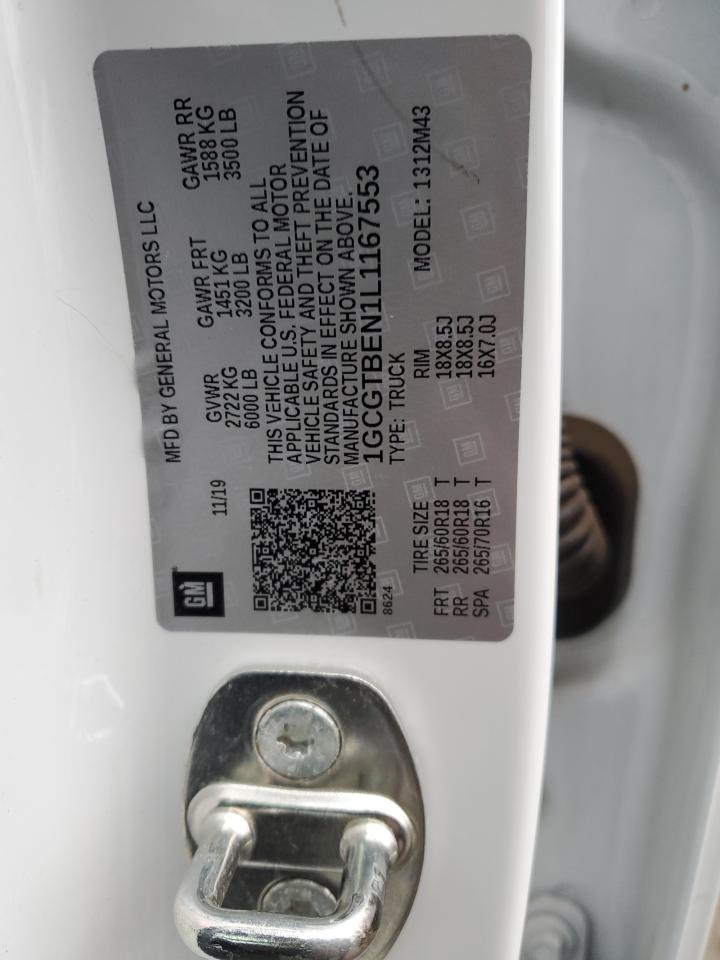 GM
MFD BY GENERAL MOTORS LLC
11/19
GVWR GAWR FRT GAWR RR
2722 KG 1451 KG 1588 KG
6000 LB 3200 LB 3500 LB
THIS VEHICLE CONFORMS TO ALL
APPLICABLE U.S. FEDERAL MOTOR
VEHICLE SAFETY AND THEFT PREVENTION
STANDARDS IN EFFECT ON THE DATE OF
MANUFACTURE SHOWN ABOVE.
1GCGTBEN1L1167553
8624 TYPE: TRUCK
MODEL: 1312M43
TIRE SIZE RIM
FRT 265/60R18 T 18X8.5J
RR 265/60R18 T 18X8.5J
SPA 265/70R16 T 16X7.0J